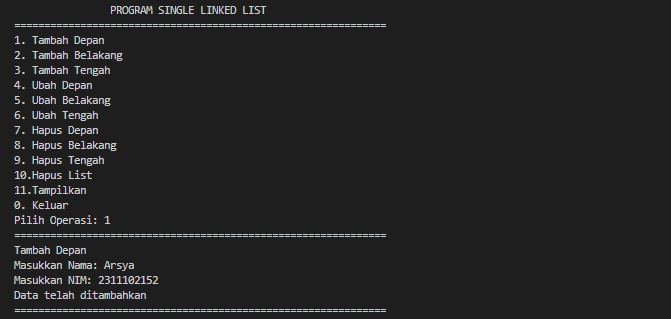 PROGRAM SINGLE LINKED LIST
==============================================================
1. Tambah Depan
2. Tambah Belakang
3. Tambah Tengah
4. Ubah Depan
5. Ubah Belakang
6. Ubah Tengah
7. Hapus Depan
8. Hapus Belakang
9. Hapus Tengah
10.Hapus List
11.Tampilkan
0. Keluar
Pilih Operasi: 1
==============================================================
Tambah Depan
Masukkan Nama: Arsya
Masukkan NIM: 2311102152
Data telah ditambahkan
==============================================================